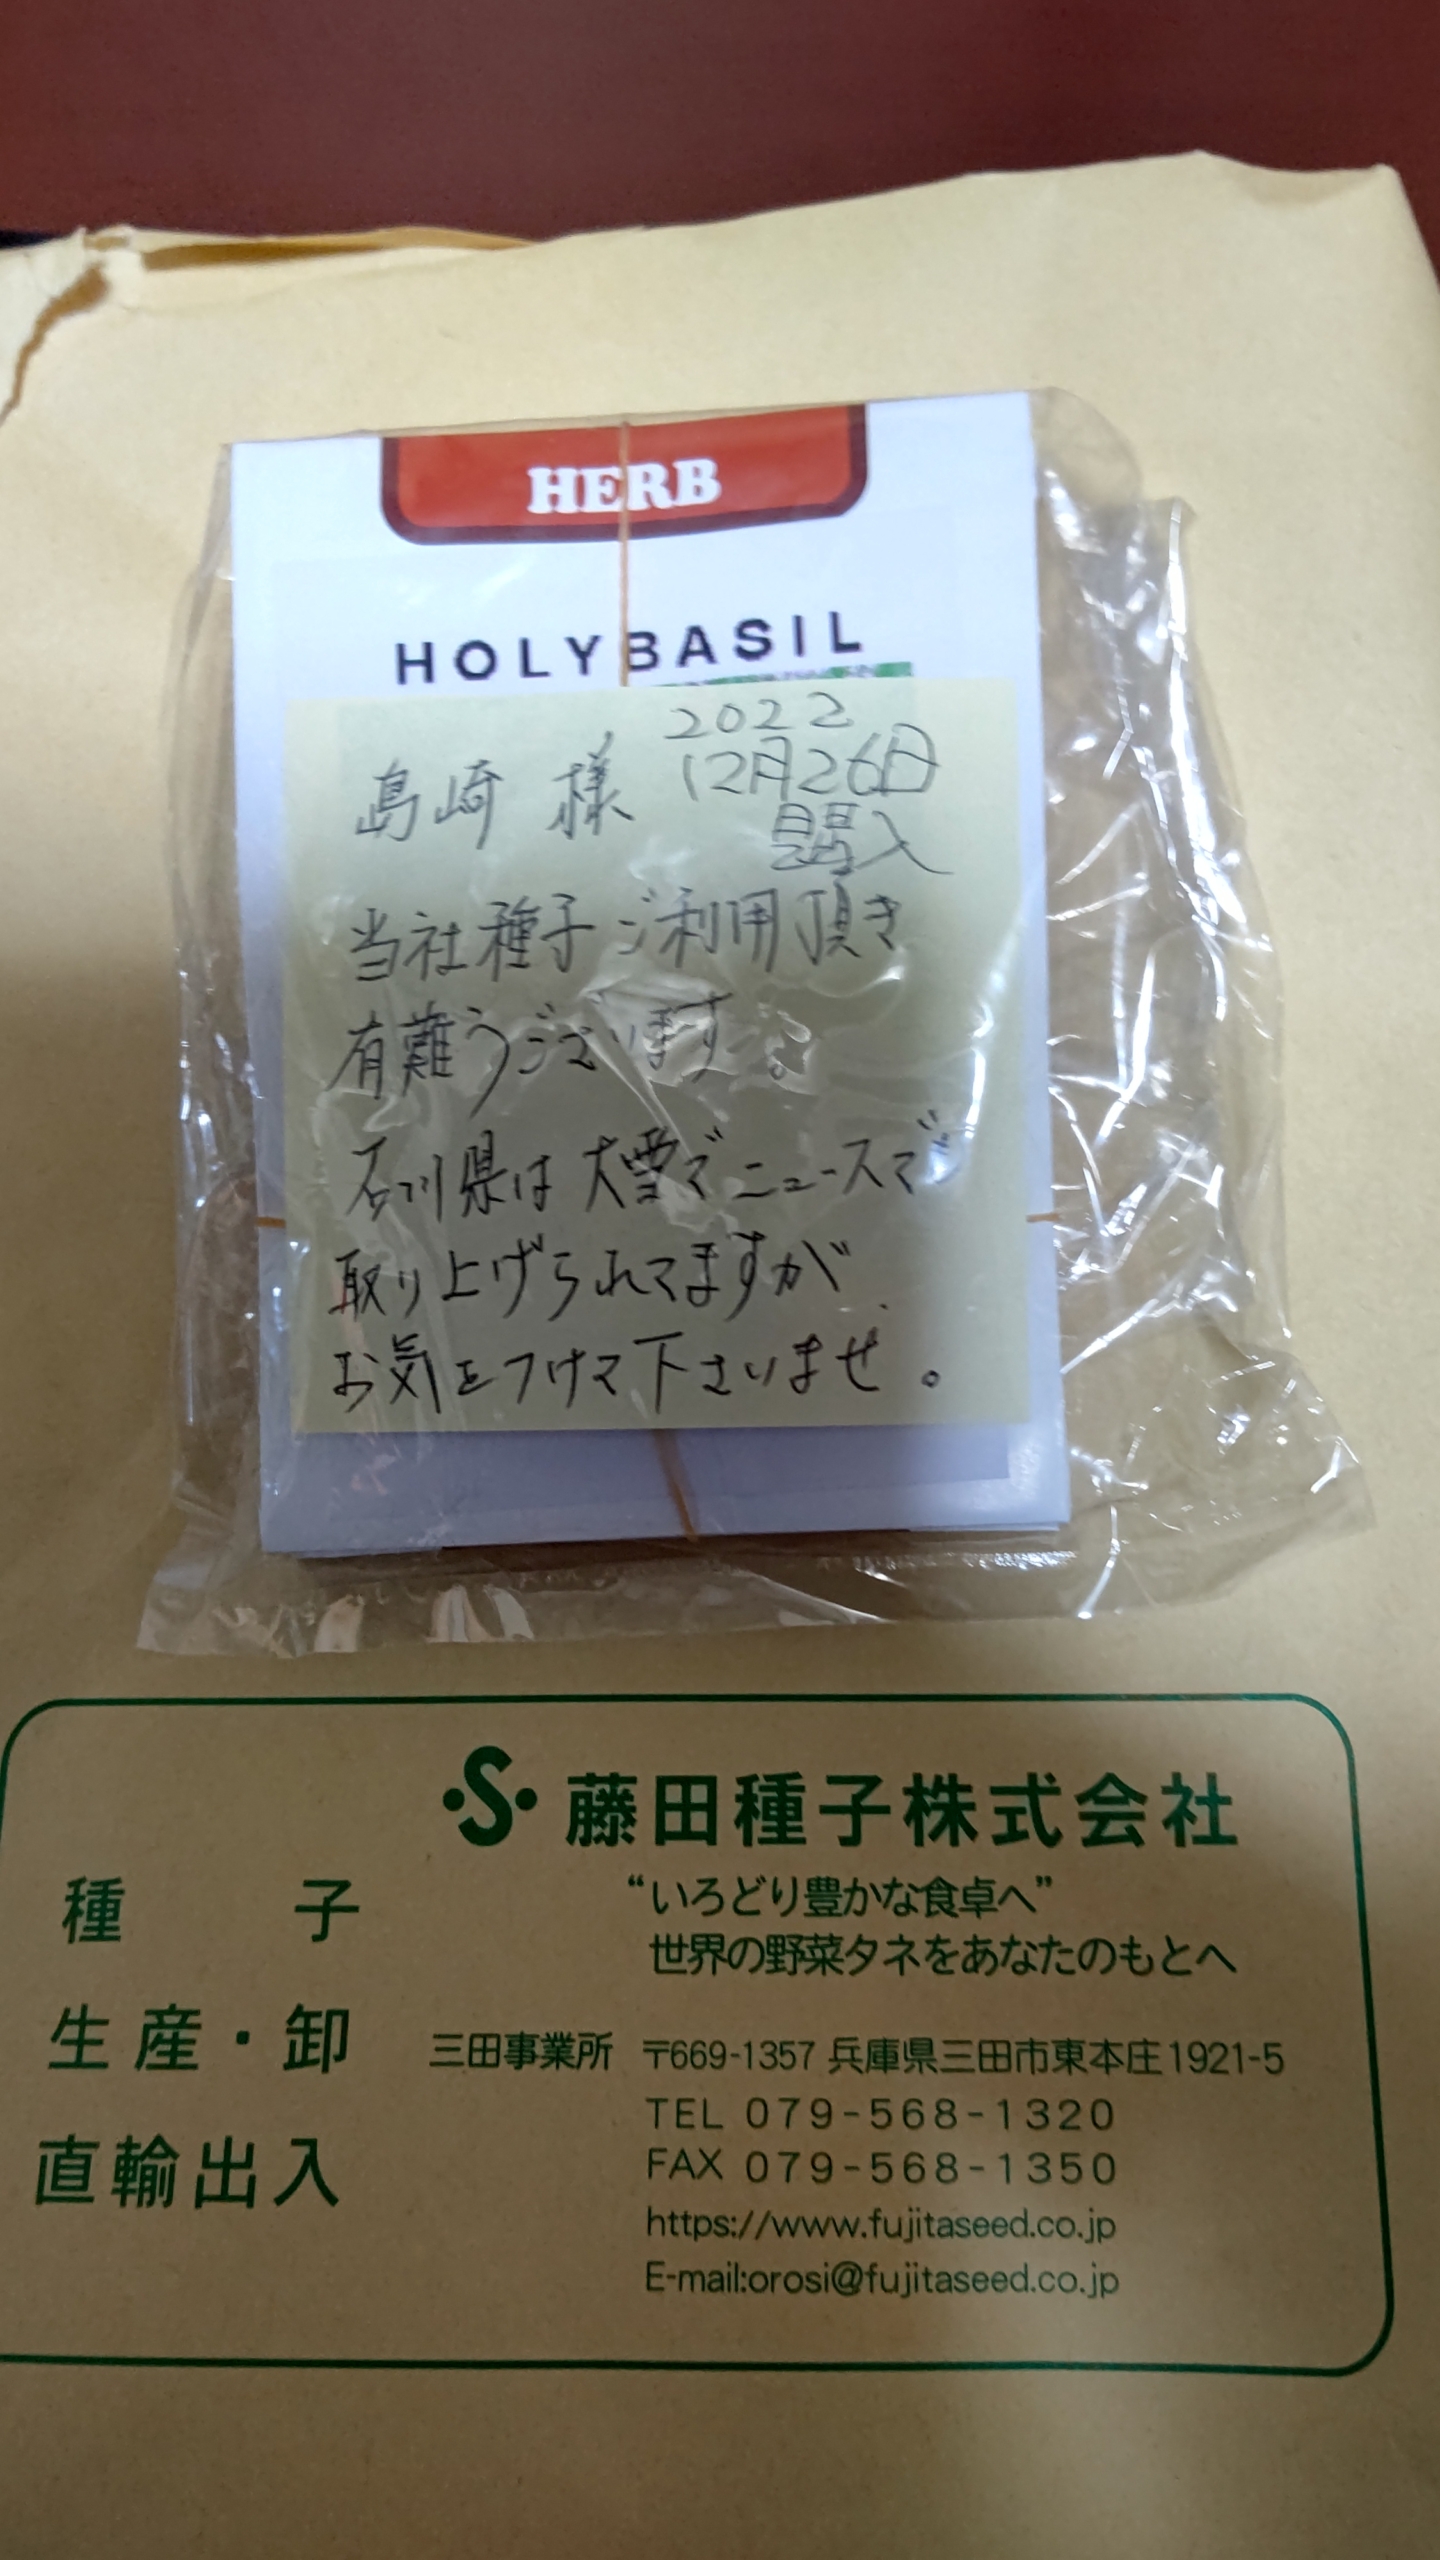 HERB
HOLYBASIL
2022
島崎 様 12月26日
購入
当社種子ご利用頂き
有難うございます。
石川県は大雪でニュースで
取り上げられてますが、
お気をつけて下さいませ。
藤田種子株式会社
“いろどり豊かな食卓へ”
世界の野菜タネをあなたのもとへ
種子
生産・卸
直輸出入
三田事業所 〒669-1357 兵庫県三田市東本庄1921-5
TEL 079-568-1320
FAX 079-568-1350
https://www.fujitaseed.co.jp
E-mail:orosi@fujitaseed.co.jp